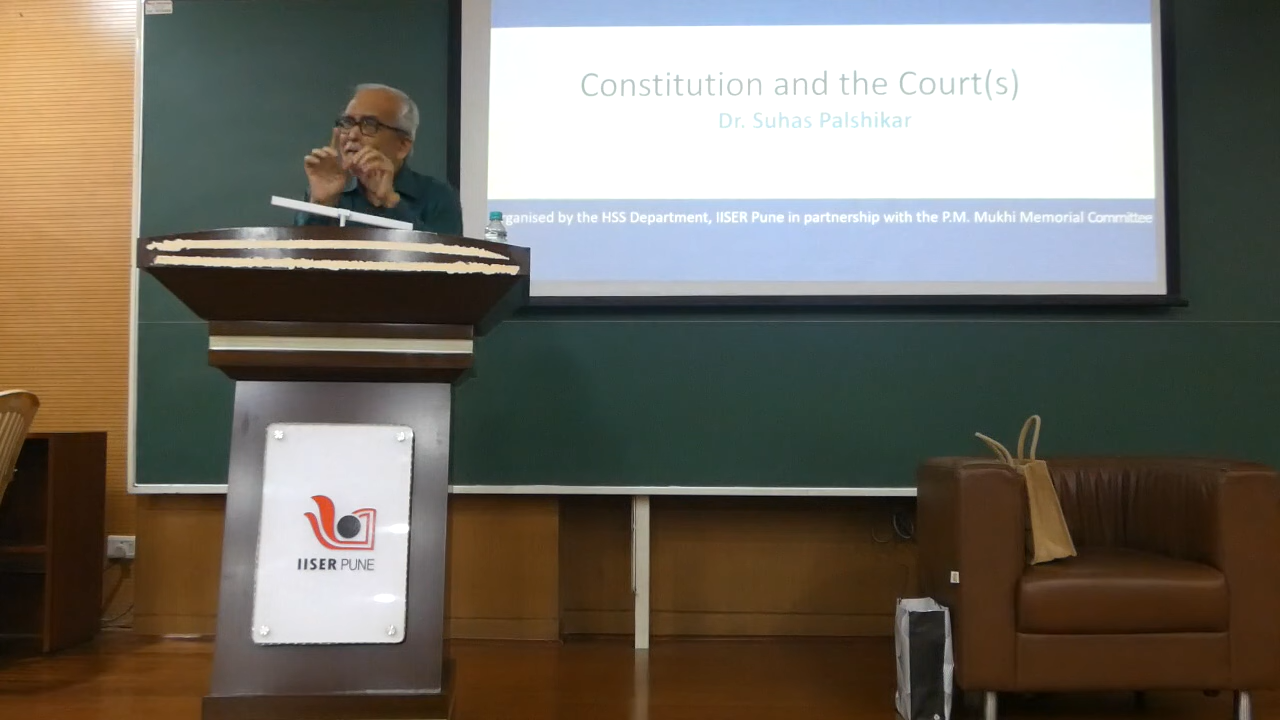 Constitution and the Court(s)
Dr. Suhas Palshikar
rganised by the HSS Department, IISER Pune in partnership with the P.M. Mukhi Memorial Committee
IISER PUNE